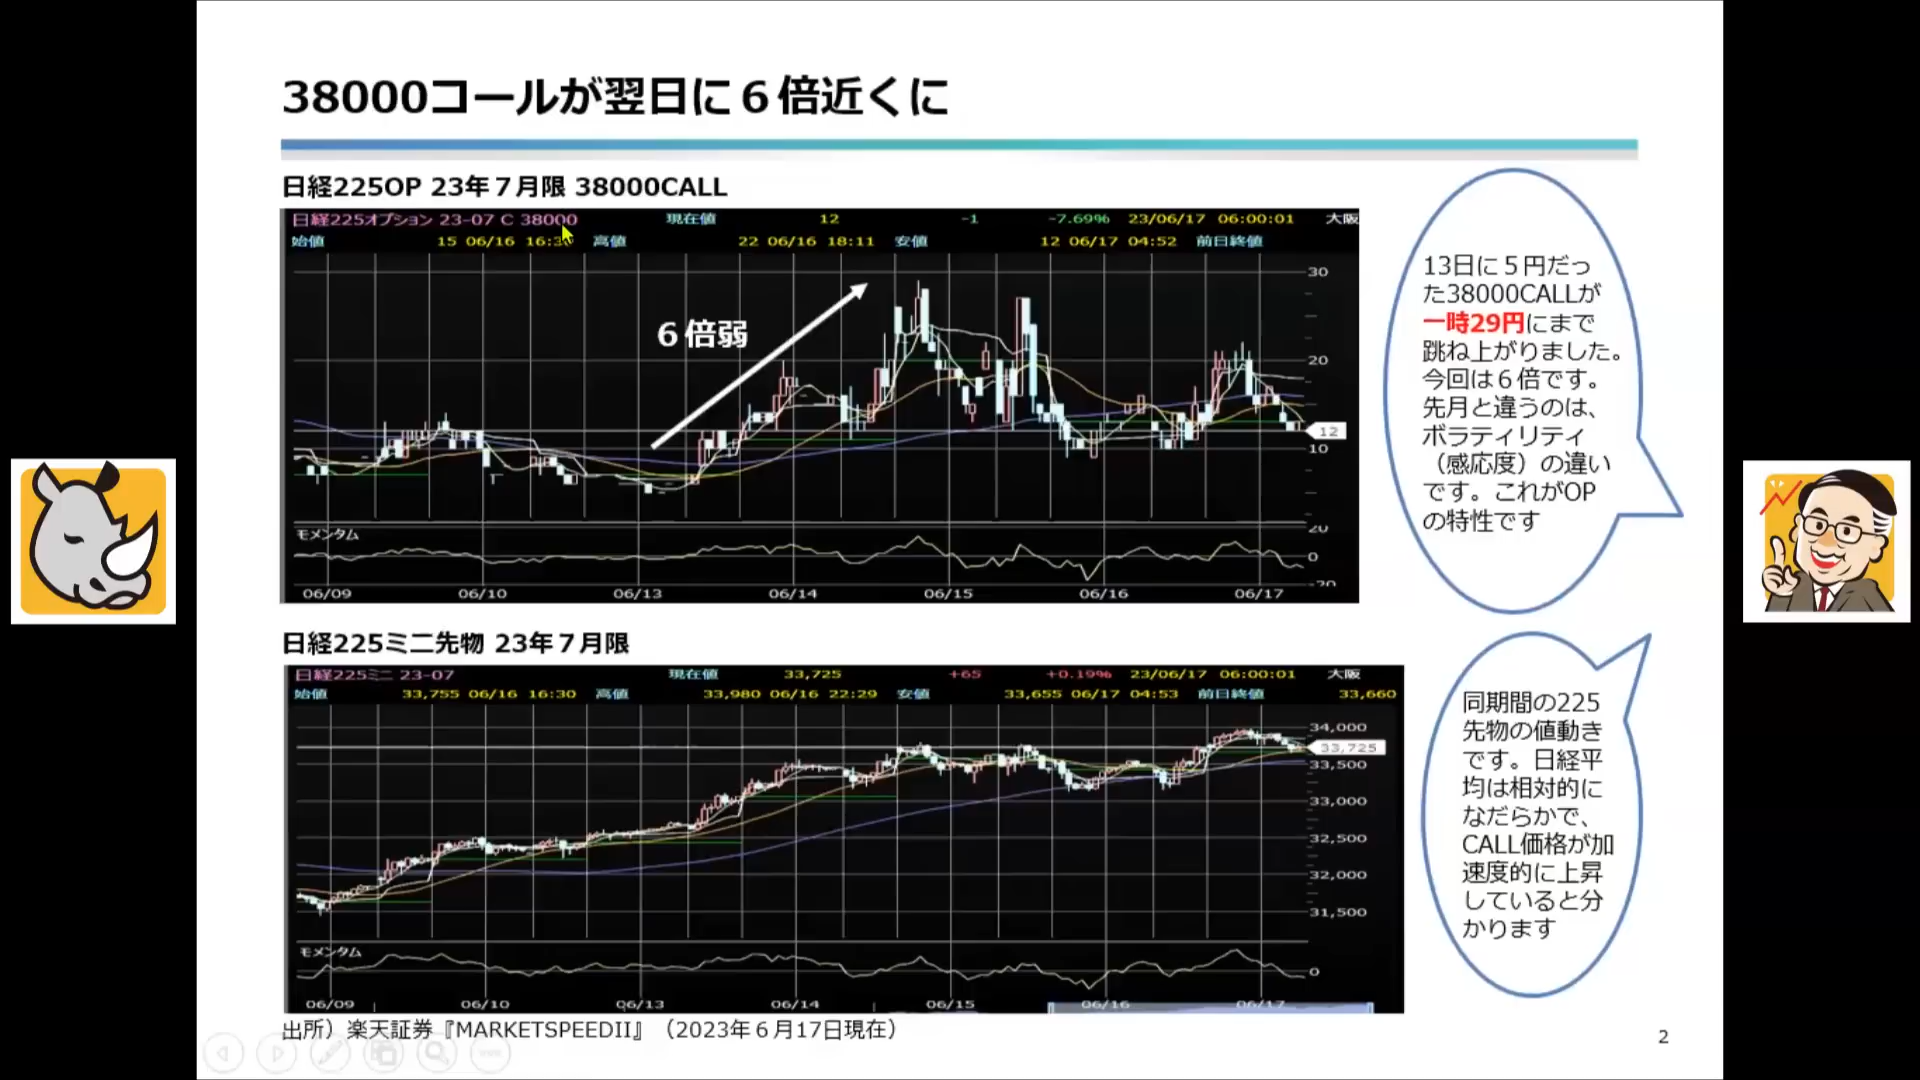 38000コールが翌日に６倍近くに
日経225OP 23年７月限 38000CALL
日経225オプション 23-07 C 38000 現在値 12 -1 -7.69% 23/06/17 06:00:01 大阪
始値 15 06/16 16:30 高値 22 06/16 18:11 安値 12 06/17 04:52 前日終値
30
６倍弱
20
12
10
モメンタム
20
0
-20
06/09 06/10 06/13 06/14 06/15 06/16 06/17
13日に５円だっ
た38000CALLが
一時29円にまで
跳ね上がりました。
今回は６倍です。
先月と違うのは、
ボラティリティ
（感応度）の違い
です。これがOP
の特性です
日経225ミニ先物 23年７月限
日経225ミニ 23-07 現在値 33,725 +65 +0.19% 23/06/17 06:00:01 大阪
始値 33,755 06/16 16:30 高値 33,980 06/16 22:29 安値 33,655 06/17 04:53 前日終値 33,660
34,000
33,725
33,500
33,000
32,500
32,000
31,500
モメンタム
0
06/09 06/10 06/13 06/14 06/15 06/16 06/17
同期間の225
先物の値動き
です。日経平
均は相対的に
なだらかで、
CALL価格が加
速度的に上昇
していると分
かります
出所）楽天証券『MARKETSPEEDII』（2023年６月17日現在）
2